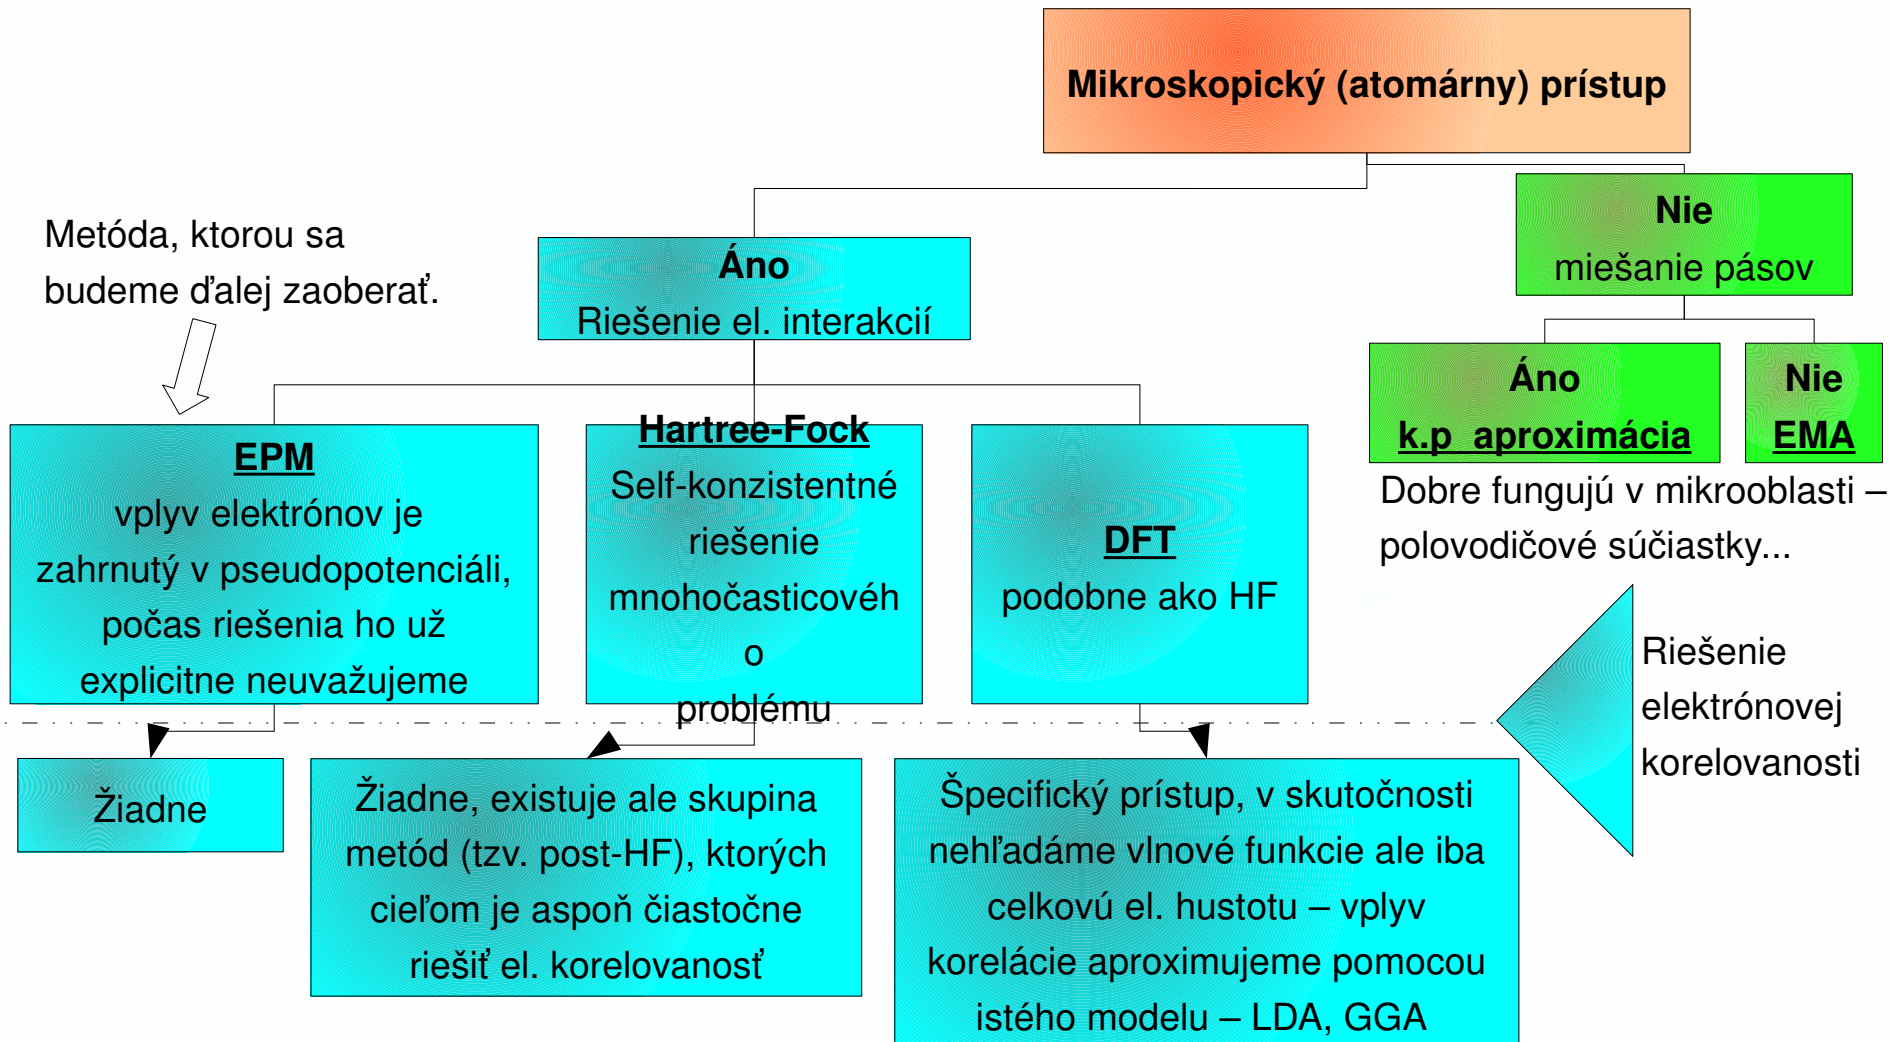 Mikroskopický (atomárny) prístup
Metóda, ktorou sa
budeme ďalej zaoberať.
Áno
Riešenie el. interakcií
Nie
miešanie pásov
Áno
k.p aproximácia
Nie
EMA
Dobre fungujú v mikrooblasti –
polovodičové súčiastky...
EPM
vplyv elektrónov je
zahrnutý v pseudopotenciáli,
počas riešenia ho už
explicitne neuvažujeme
Hartree-Fock
Self-konzistentné
riešenie
mnohočasticovéh
o
problému
DFT
podobne ako HF
Riešenie
elektrónovej
korelovanosti
Žiadne
Žiadne, existuje ale skupina
metód (tzv. post-HF), ktorých
cieľom je aspoň čiastočne
riešiť el. korelovanosť
Špecifický prístup, v skutočnosti
nehľadáme vlnové funkcie ale iba
celkovú el. hustotu – vplyv
korelácie aproximujeme pomocou
istého modelu – LDA, GGA